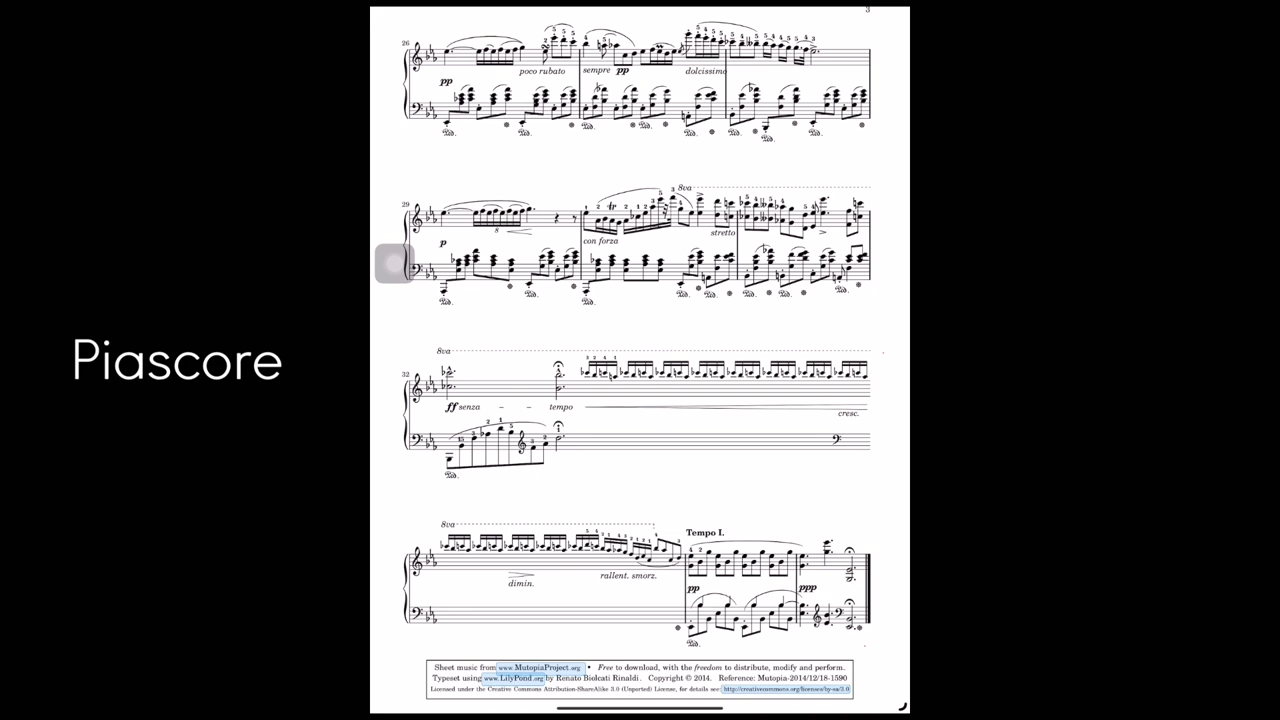 3
26
poco rubato
sempre pp
dolcissimo
pp
29
8
8va
p
con forza
stretto
Piascore
8va
32
ff senza - - tempo
cresc.
8va
Tempo I.
dimin.
rallent. smorz.
pp
ppp
Sheet music from www.MutopiaProject.org • Free to download, with the freedom to distribute, modify and perform.
Typeset using www.LilyPond.org by Renato Biolcati Rinaldi. Copyright © 2014. Reference: Mutopia-2014/12/18-1590
Licensed under the Creative Commons Attribution-ShareAlike 3.0 (Unported) License, for details see: http://creativecommons.org/licenses/by-sa/3.0